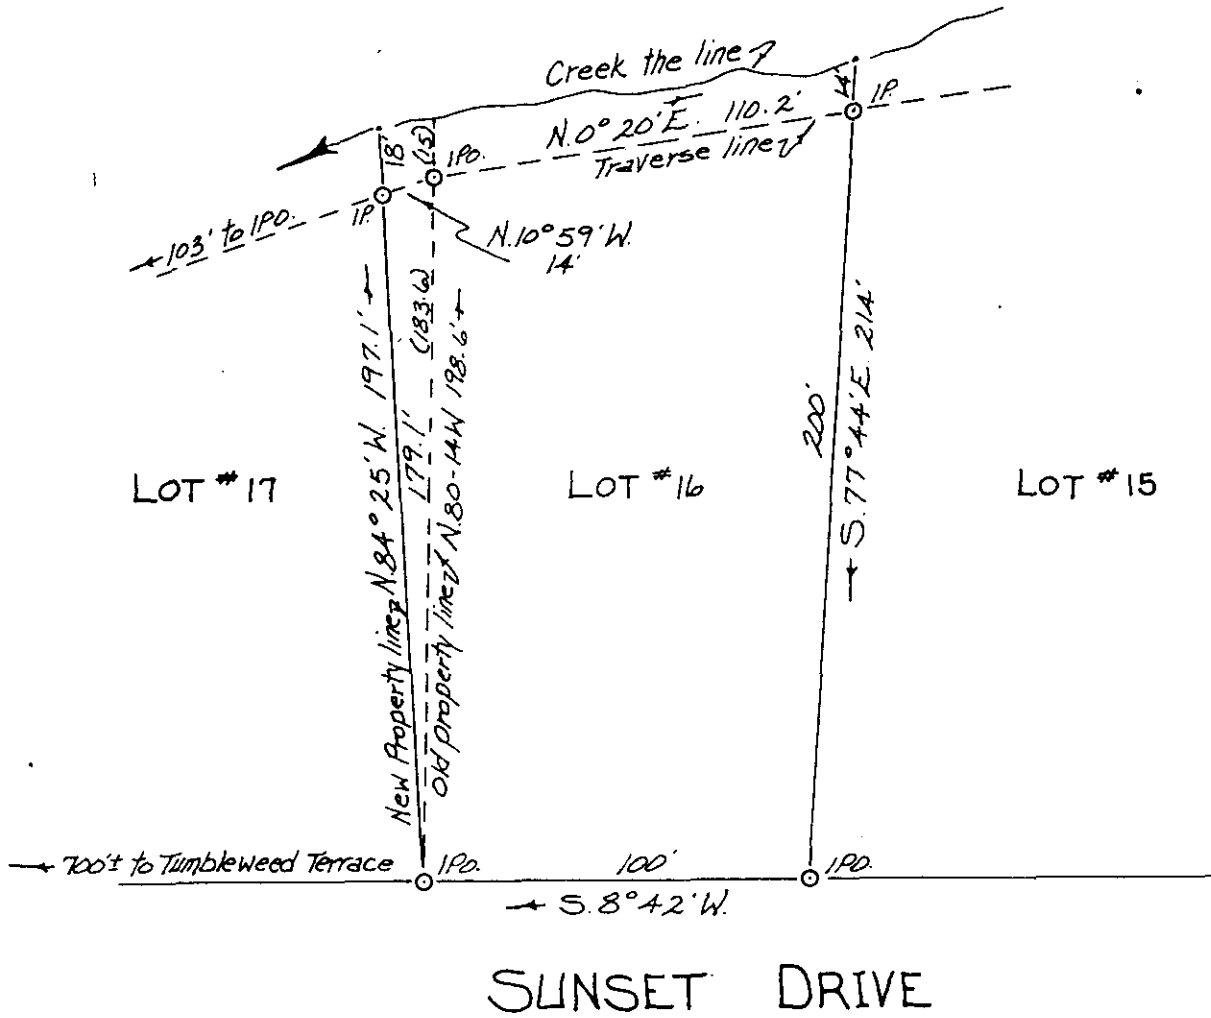 Creek the line
14'
IP.
N.0° 20' E. 110.2'
Traverse line
18'
(15)
IPO.
IP.
103' to IPO.
N.10° 59' W.
14'
New Property line N.84° 25' W. 197.1'
179.1'
(183.6)
Old property line N.80-14W 198.6'
200'
S.77° 44' E. 214'
LOT #17
LOT #16
LOT #15
700'± to Tumbleweed Terrace
IPO.
100'
IPO.
S.8° 42' W.
SUNSET DRIVE